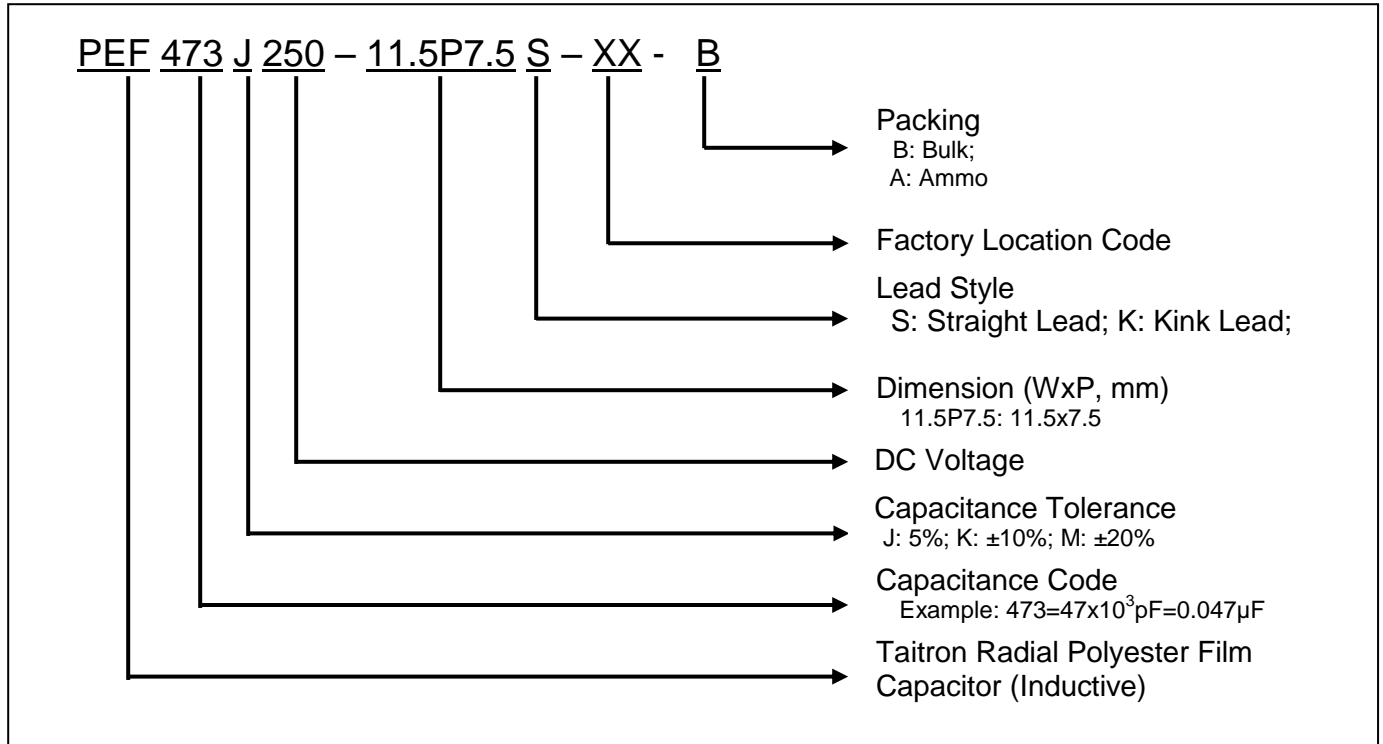 PEF 473 J 250 – 11.5P7.5 S – XX - B
Packing
B: Bulk;
A: Ammo
Factory Location Code
Lead Style
S: Straight Lead; K: Kink Lead;
Dimension (WxP, mm)
11.5P7.5: 11.5x7.5
DC Voltage
Capacitance Tolerance
J: 5%; K: ±10%; M: ±20%
Capacitance Code
Example: 473=47x10³pF=0.047µF
Taitron Radial Polyester Film
Capacitor (Inductive)